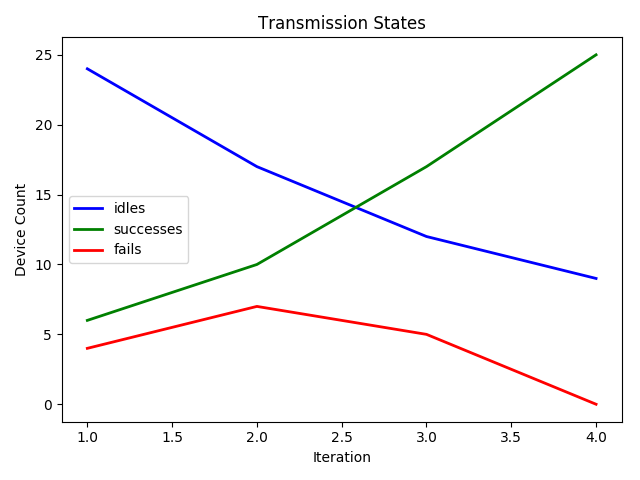 Transmission States
25
20
15
10
5
0
Device Count
idles
successes
fails
1.0 1.5 2.0 2.5 3.0 3.5 4.0
Iteration